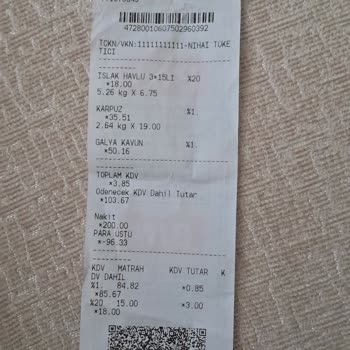 47280010607502960392
TCKN/VKN:11111111111-NIHAI TÜKE
TICI
ISLAK HAVLU 3*15LI %20
*18.00
5.26 kg X 6.75
KARPUZ %1
*35.51
2.64 kg X 19.00
GALYA KAVUN %1
*50.16
TOPLAM KDV
*3.85
Odenecek KDV Dahil Tutar
*103.67
Nakit
*200.00
PARA ÜSTÜ
*-96.33
KDV MATRAH KDV TUTAR K
DV DAHIL
%1. 84.82 *0.85
*85.67
%20 15.00 *3.00
*18.00